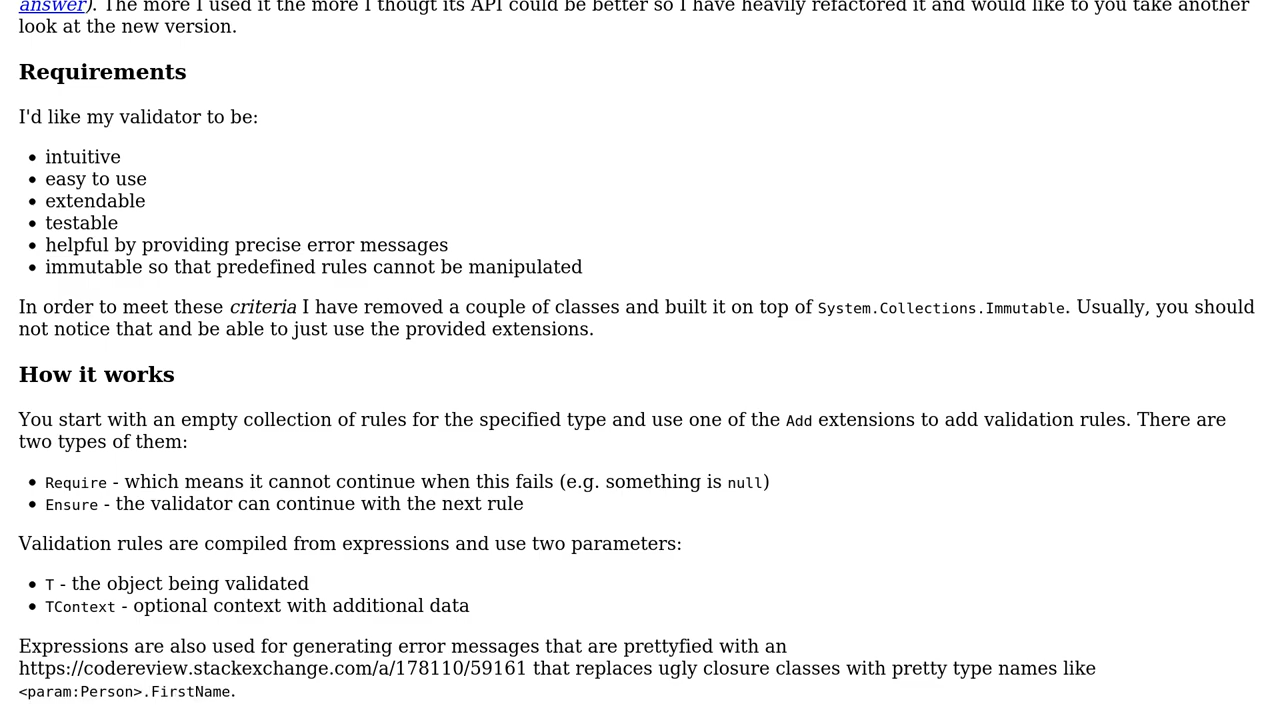 answer). The more I used it the more I thougt its API could be better so I have heavily refactored it and would like to you take another
look at the new version.
Requirements
I'd like my validator to be:
• intuitive
• easy to use
• extendable
• testable
• helpful by providing precise error messages
• immutable so that predefined rules cannot be manipulated
In order to meet these criteria I have removed a couple of classes and built it on top of System.Collections.Immutable. Usually, you should
not notice that and be able to just use the provided extensions.
How it works
You start with an empty collection of rules for the specified type and use one of the Add extensions to add validation rules. There are
two types of them:
• Require - which means it cannot continue when this fails (e.g. something is null)
• Ensure - the validator can continue with the next rule
Validation rules are compiled from expressions and use two parameters:
• T - the object being validated
• TContext - optional context with additional data
Expressions are also used for generating error messages that are prettyfied with an
https://codereview.stackexchange.com/a/178110/59161 that replaces ugly closure classes with pretty type names like
<param:Person>.FirstName.